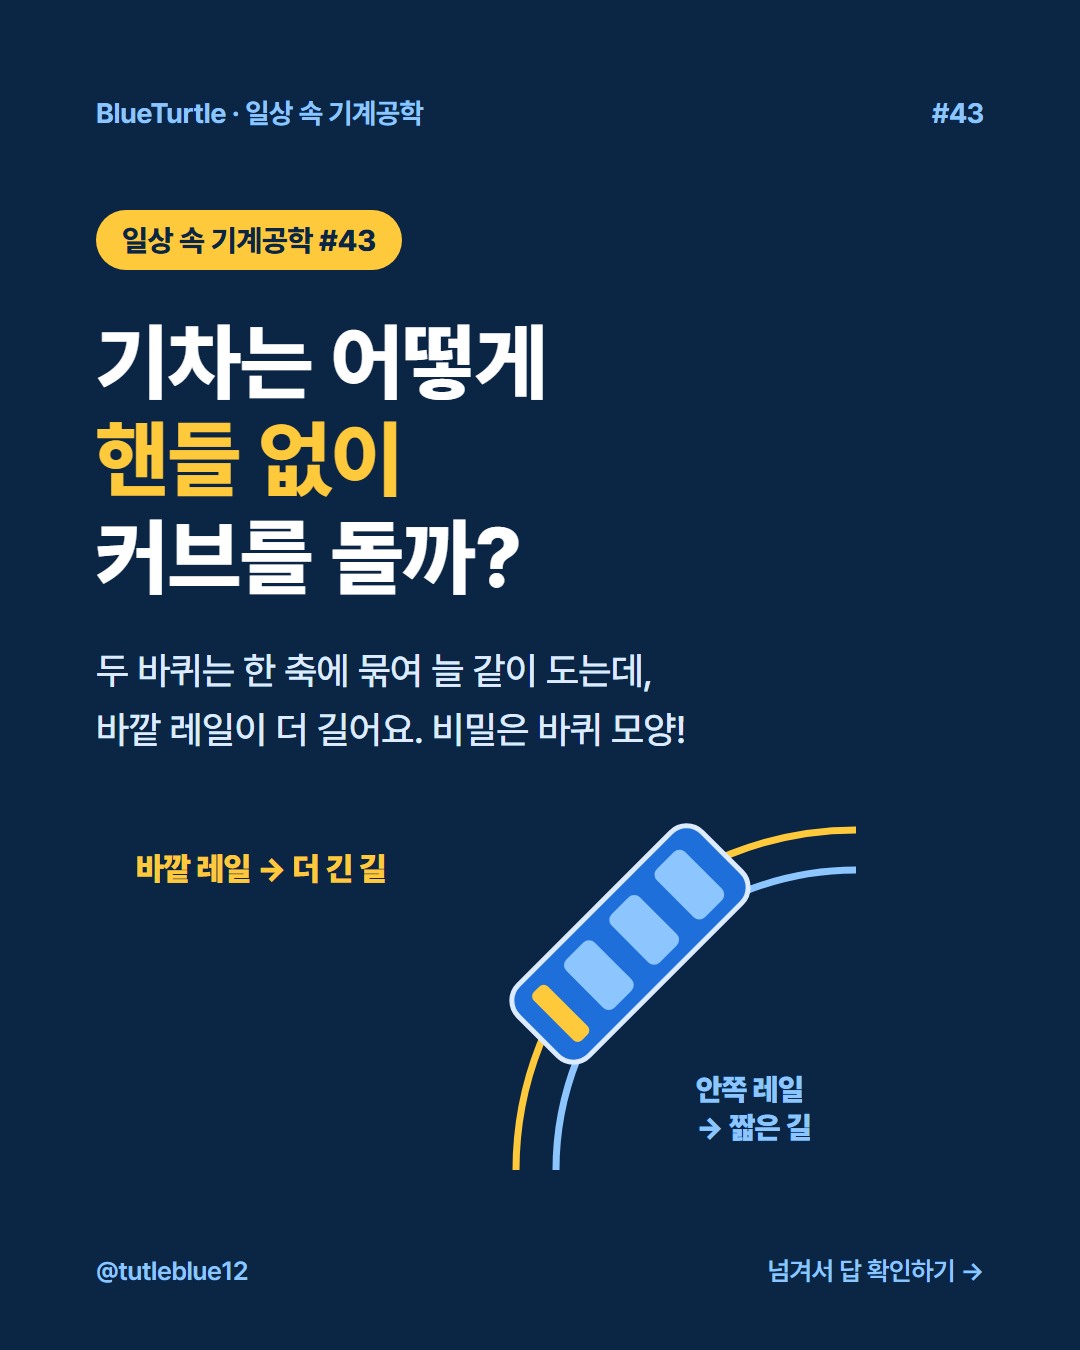 BlueTurtle · 일상 속 기계공학
#43
일상 속 기계공학 #43
기차는 어떻게
핸들 없이
커브를 돌까?
두 바퀴는 한 축에 묶여 늘 같이 도는데,
바깥 레일이 더 길어요. 비밀은 바퀴 모양!
바깥 레일 → 더 긴 길
안쪽 레일
→ 짧은 길
@tutleblue12
넘겨서 답 확인하기 →